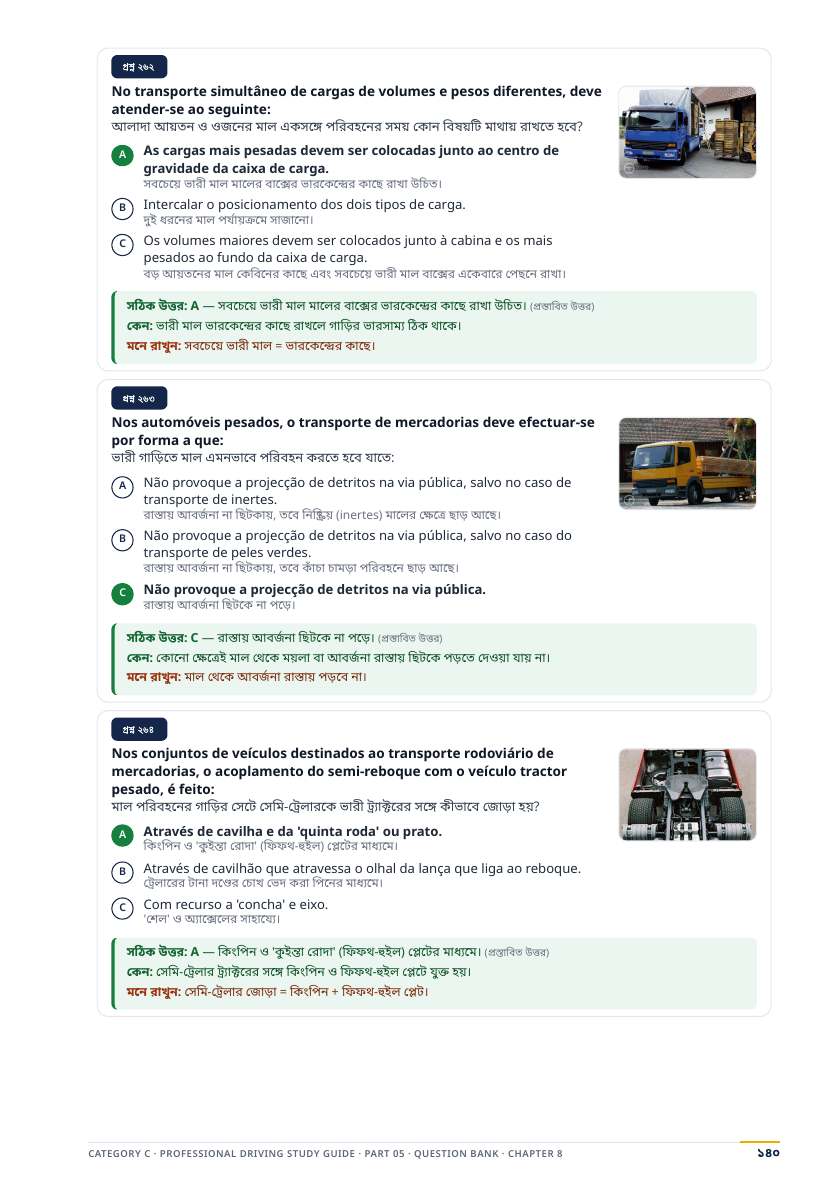 প্রশ্ন ২৬২
No transporte simultâneo de cargas de volumes e pesos diferentes, deve
atender-se ao seguinte:
আলাদা আয়তন ও ওজনের মাল একসঙ্গে পরিবহনের সময় কোন বিষয়টি মাথায় রাখতে হবে?
A As cargas mais pesadas devem ser colocadas junto ao centro de
gravidade da caixa de carga.
সবচেয়ে ভারী মাল মালের বাক্সের ভারকেন্দ্রের কাছে রাখা উচিত।
B Intercalar o posicionamento dos dois tipos de carga.
দুই ধরনের মাল পর্যায়ক্রমে সাজানো।
C Os volumes maiores devem ser colocados junto à cabina e os mais
pesados ao fundo da caixa de carga.
বড় আয়তনের মাল কেবিনের কাছে এবং সবচেয়ে ভারী মাল বাক্সের একেবারে পেছনে রাখা।
সঠিক উত্তর: A — সবচেয়ে ভারী মাল মালের বাক্সের ভারকেন্দ্রের কাছে রাখা উচিত। (প্রস্তাবিত উত্তর)
কেন: ভারী মাল ভারকেন্দ্রের কাছে রাখলে গাড়ির ভারসাম্য ঠিক থাকে।
মনে রাখুন: সবচেয়ে ভারী মাল = ভারকেন্দ্রের কাছে।
প্রশ্ন ২৬৩
Nos automóveis pesados, o transporte de mercadorias deve efectuar-se
por forma a que:
ভারী গাড়িতে মাল এমনভাবে পরিবহন করতে হবে যাতে:
A Não provoque a projecção de detritos na via pública, salvo no caso de
transporte de inertes.
রাস্তায় আবর্জনা না ছিটকায়, তবে নিষ্ক্রিয় (inertes) মালের ক্ষেত্রে ছাড় আছে।
B Não provoque a projecção de detritos na via pública, salvo no caso do
transporte de peles verdes.
রাস্তায় আবর্জনা না ছিটকায়, তবে কাঁচা চামড়া পরিবহনে ছাড় আছে।
C Não provoque a projecção de detritos na via pública.
রাস্তায় আবর্জনা ছিটকে না পড়ে।
সঠিক উত্তর: C — রাস্তায় আবর্জনা ছিটকে না পড়ে। (প্রস্তাবিত উত্তর)
কেন: কোনো ক্ষেত্রেই মাল থেকে ময়লা বা আবর্জনা রাস্তায় ছিটকে পড়তে দেওয়া যায় না।
মনে রাখুন: মাল থেকে আবর্জনা রাস্তায় পড়বে না।
প্রশ্ন ২৬৪
Nos conjuntos de veículos destinados ao transporte rodoviário de
mercadorias, o acoplamento do semi-reboque com o veículo tractor
pesado, é feito:
মাল পরিবহনের গাড়ির সেটে সেমি-ট্রেলারকে ভারী ট্র্যাক্টরের সঙ্গে কীভাবে জোড়া হয়?
A Através de cavilha e da 'quinta roda' ou prato.
কিংপিন ও 'কুইন্তা রোদা' (ফিফথ-হুইল) প্লেটের মাধ্যমে।
B Através de cavilhão que atravessa o olhal da lança que liga ao reboque.
ট্রেলারের টানা দণ্ডের চোখ ভেদ করা পিনের মাধ্যমে।
C Com recurso a 'concha' e eixo.
'শেল' ও অ্যাক্সেলের সাহায্যে।
সঠিক উত্তর: A — কিংপিন ও 'কুইন্তা রোদা' (ফিফথ-হুইল) প্লেটের মাধ্যমে। (প্রস্তাবিত উত্তর)
কেন: সেমি-ট্রেলার ট্র্যাক্টরের সঙ্গে কিংপিন ও ফিফথ-হুইল প্লেটে যুক্ত হয়।
মনে রাখুন: সেমি-ট্রেলার জোড়া = কিংপিন + ফিফথ-হুইল প্লেট।
CATEGORY C · PROFESSIONAL DRIVING STUDY GUIDE · PART 05 · QUESTION BANK · CHAPTER 8
১৪০